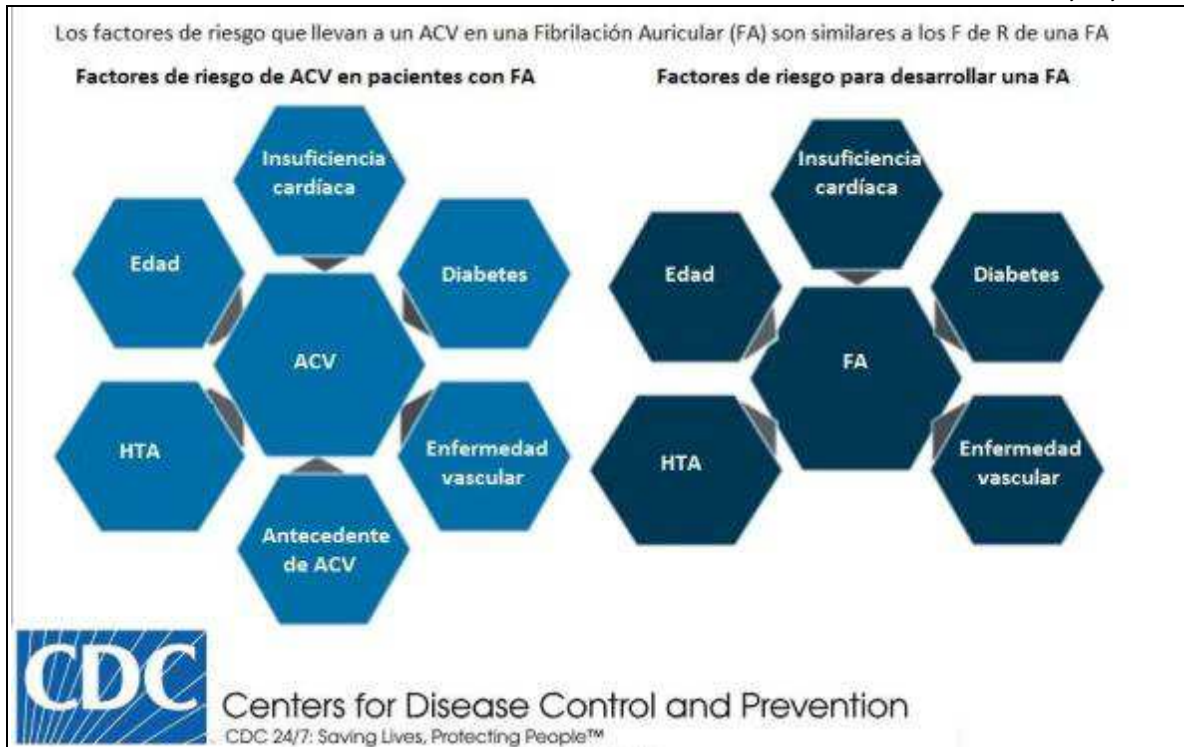 Los factores de riesgo que llevan a un ACV en una Fibrilación Auricular (FA) son similares a los F de R de una FA
Factores de riesgo de ACV en pacientes con FA
Insuficiencia
cardíaca
Edad
Diabetes
ACV
HTA
Enfermedad
vascular
Antecedente
de ACV
Factores de riesgo para desarrollar una FA
Insuficiencia
cardíaca
Edad
Diabetes
FA
HTA
Enfermedad
vascular
CDC
Centers for Disease Control and Prevention
CDC 24/7: Saving Lives, Protecting People™